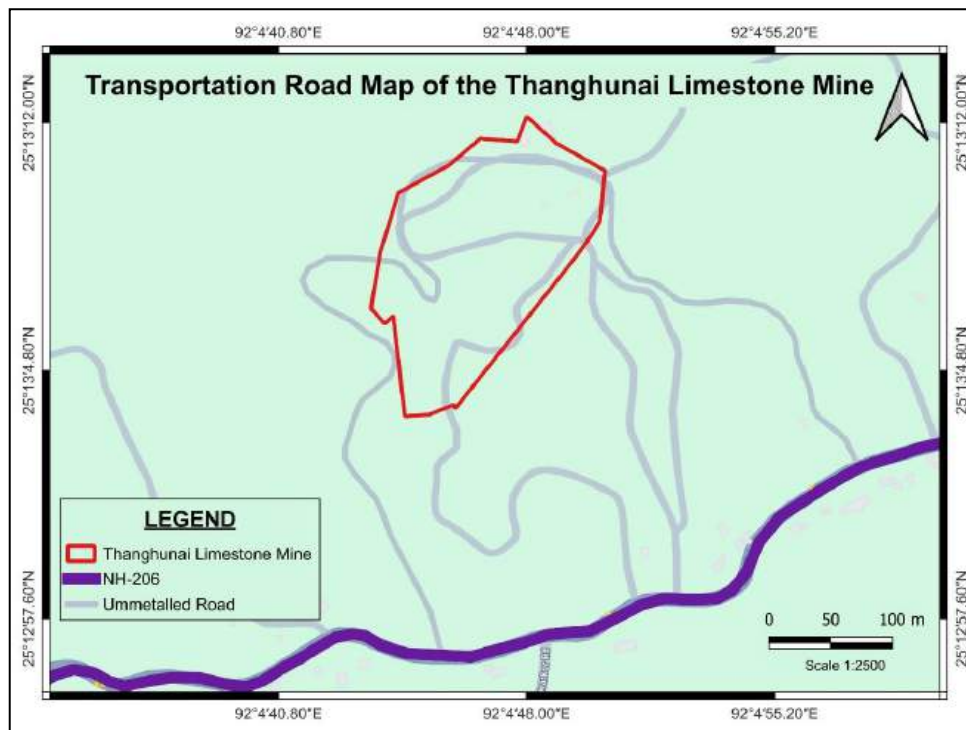 92°4'40.80"E 92°4'48.00"E 92°4'55.20"E
Transportation Road Map of the Thanghunai Limestone Mine
25°13'12.00"N 25°13'12.00"N
25°13'4.80"N 25°13'4.80"N
25°12'57.60"N 25°12'57.60"N
LEGEND
Thanghunai Limestone Mine
NH-206
Ummetalled Road
0 50 100 m
Scale 1:2500
92°4'40.80"E 92°4'48.00"E 92°4'55.20"E